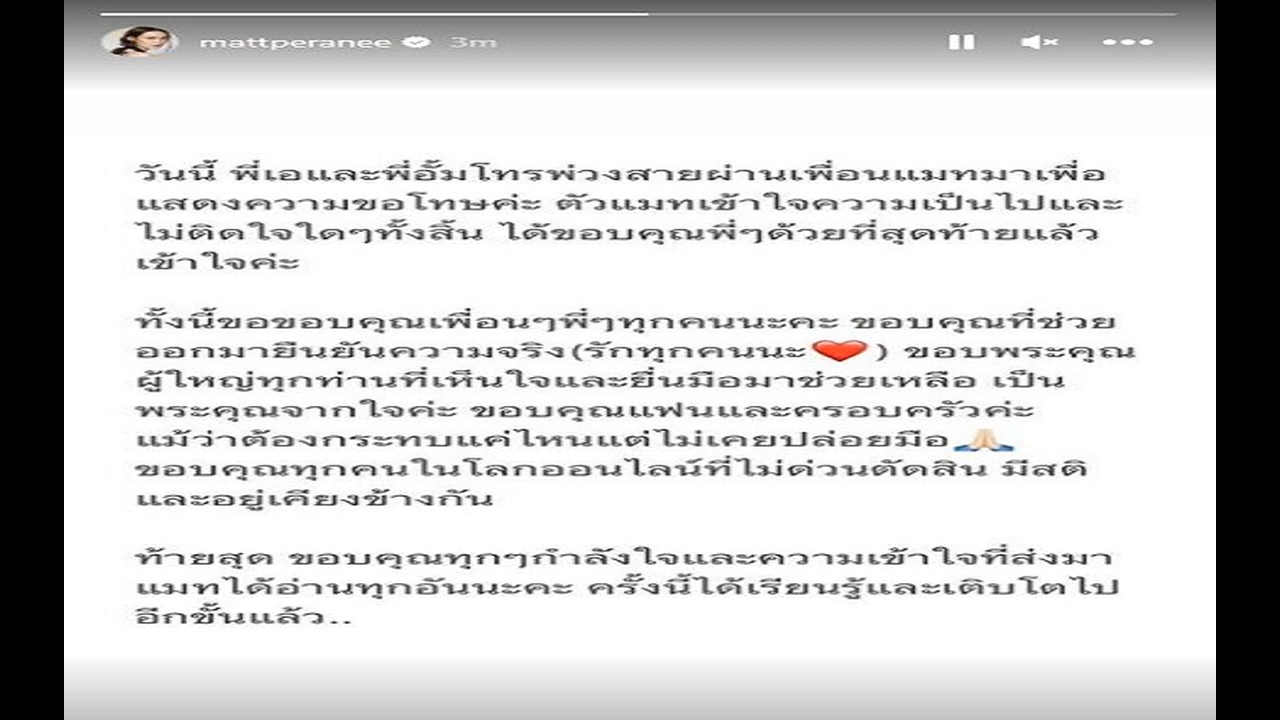 mattperanee 3m
วันนี้ พี่เอและพี่อั้มโทรพ่วงสายผ่านเพื่อนแมทมาเพื่อ
แสดงความขอโทษค่ะ ตัวแมทเข้าใจความเป็นไปและ
ไม่ติดใจใดๆทั้งสิ้น ได้ขอบคุณพี่ๆด้วยที่สุดท้ายแล้ว
เข้าใจค่ะ
ทั้งนี้ขอขอบคุณเพื่อนๆพี่ๆทุกคนนะคะ ขอบคุณที่ช่วย
ออกมายืนยันความจริง(รักทุกคนนะ❤️) ขอบพระคุณ
ผู้ใหญ่ทุกท่านที่เห็นใจและยื่นมือมาช่วยเหลือ เป็น
พระคุณจากใจค่ะ ขอบคุณแฟนและครอบครัวค่ะ
แม้ว่าต้องกระทบแค่ไหนแต่ไม่เคยปล่อยมือ🙏🏻
ขอบคุณทุกคนในโลกออนไลน์ที่ไม่ด่วนตัดสิน มีสติ
และอยู่เคียงข้างกัน
ท้ายสุด ขอบคุณทุกๆกำลังใจและความเข้าใจที่ส่งมา
แมทได้อ่านทุกอันนะคะ ครั้งนี้ได้เรียนรู้และเติบโตไป
อีกขั้นแล้ว..